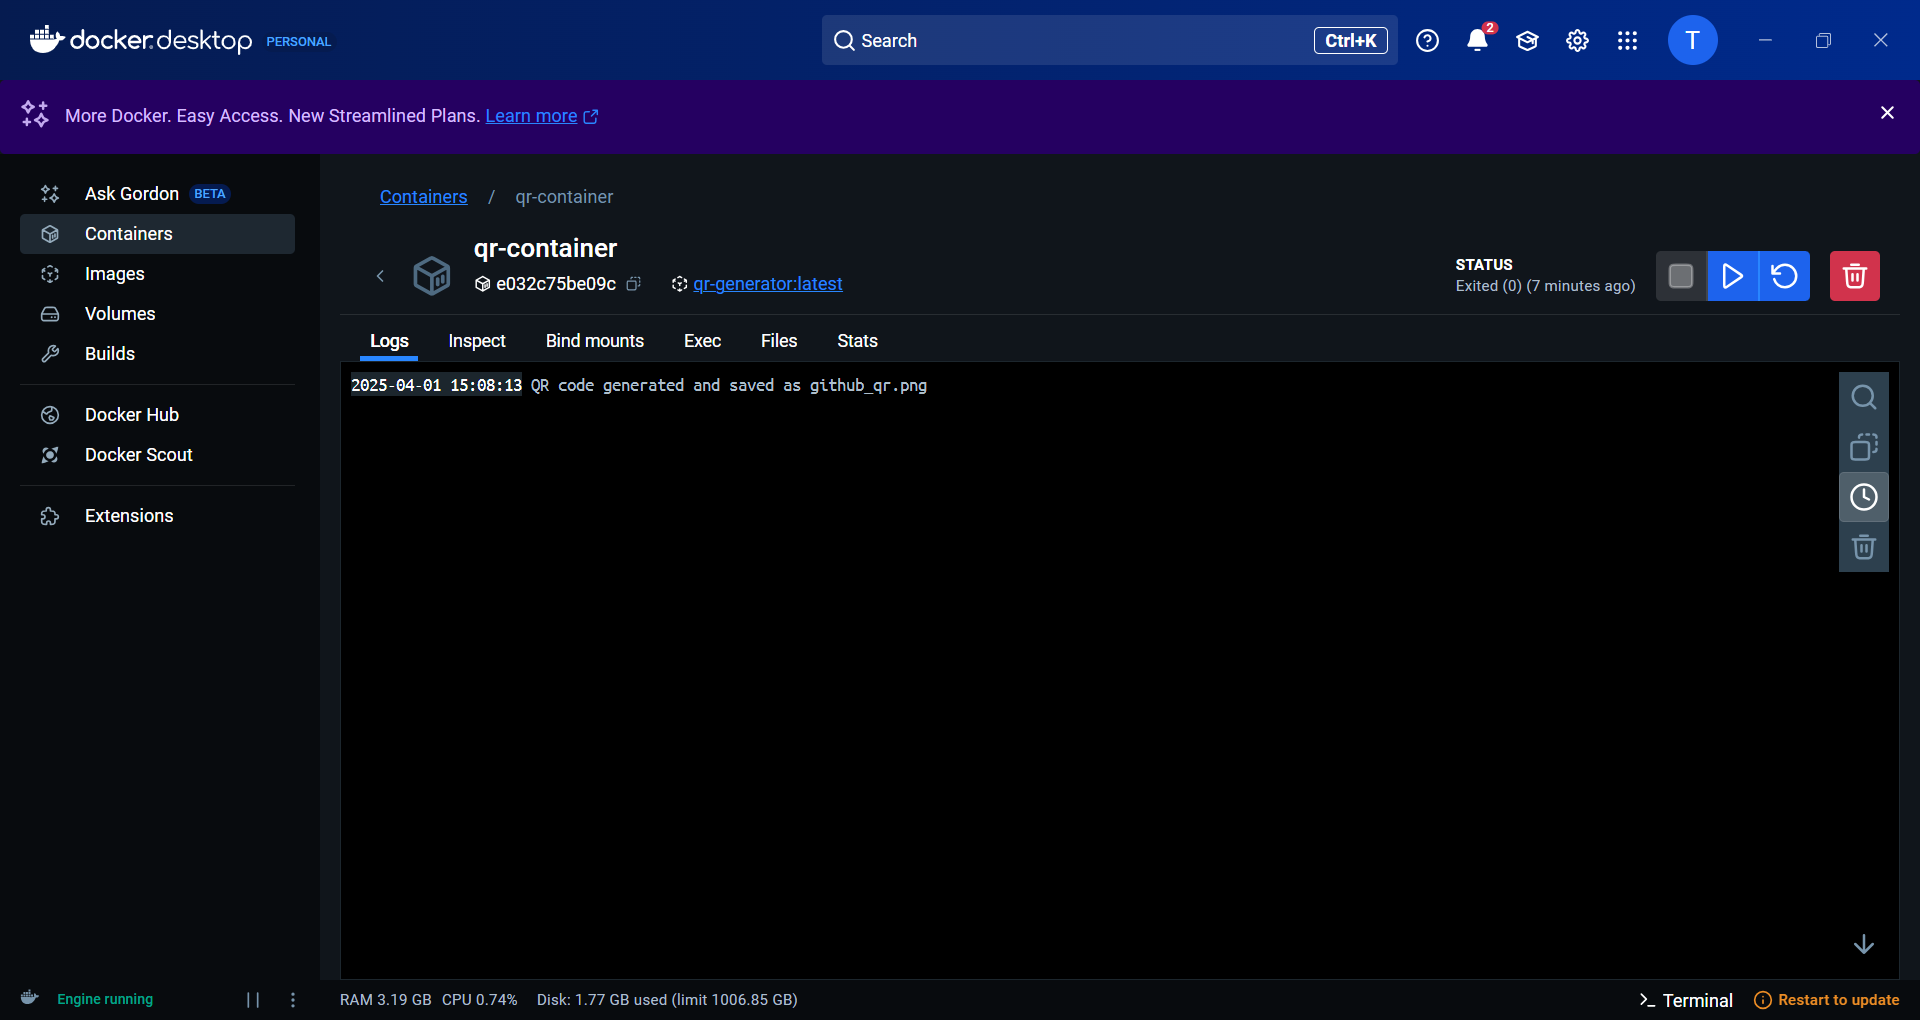 docker.desktop PERSONAL
Search
Ctrl+K
2
T
More Docker. Easy Access. New Streamlined Plans. Learn more
Ask Gordon BETA
Containers
Images
Volumes
Builds
Docker Hub
Docker Scout
Extensions
Containers / qr-container
qr-container
e032c75be09c
qr-generator:latest
STATUS
Exited (0) (7 minutes ago)
Logs
Inspect
Bind mounts
Exec
Files
Stats
2025-04-01 15:08:13 QR code generated and saved as github_qr.png
Engine running
RAM 3.19 GB CPU 0.74% Disk: 1.77 GB used (limit 1006.85 GB)
Terminal
Restart to update